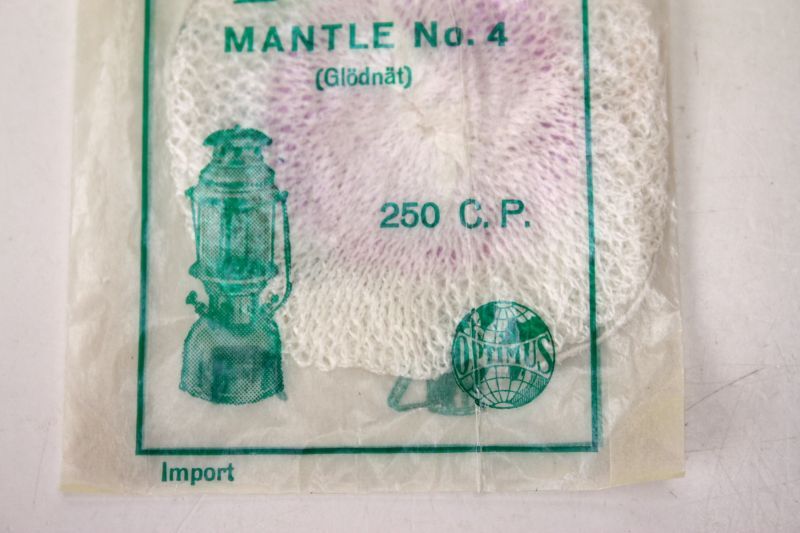 MANTLE No. 4
(Glödnät)
250 C. P.
OPTIMUS
Import